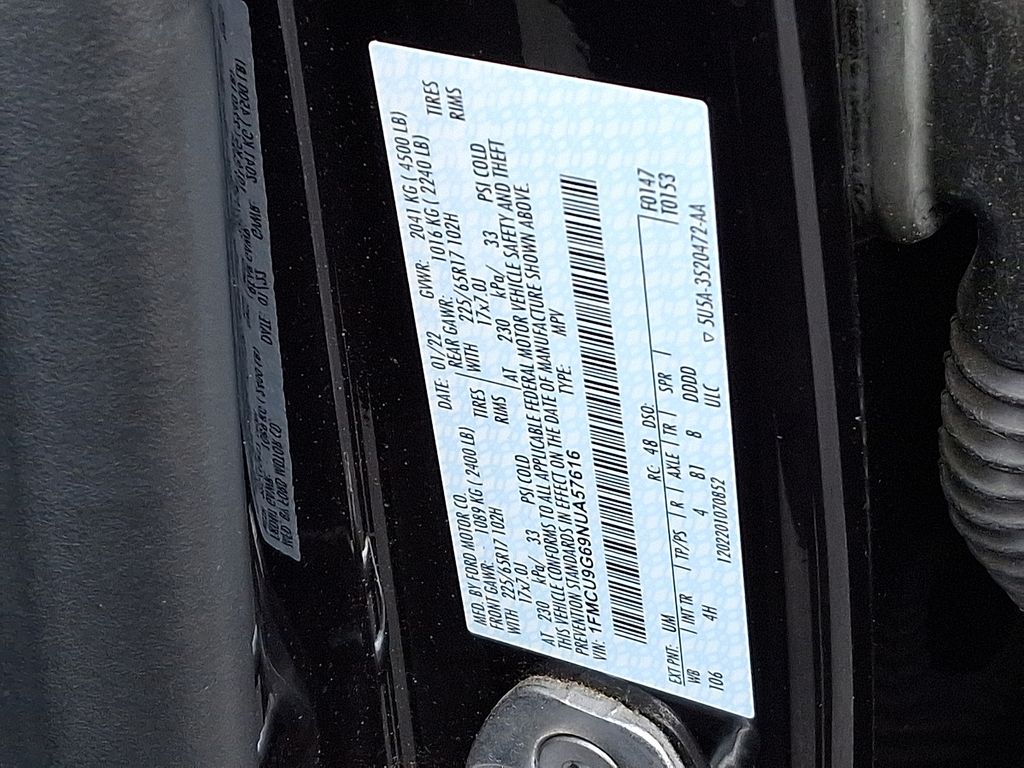 MFD. BY FORD MOTOR CO.
DATE: 01/22 GVWR: 2041 KG ( 4500 LB)
FRONT GAWR: 1089 KG ( 2400 LB) REAR GAWR: 1016 KG ( 2240 LB)
WITH 225/65R17 102H TIRES WITH 225/65R17 102H TIRES
17x7.0J RIMS 17x7.0J RIMS
AT 230 kPa/ 33 PSI COLD AT 230 kPa/ 33 PSI COLD
THIS VEHICLE CONFORMS TO ALL APPLICABLE FEDERAL MOTOR VEHICLE SAFETY AND THEFT
PREVENTION STANDARDS IN EFFECT ON THE DATE OF MANUFACTURE SHOWN ABOVE.
VIN: 1FMCU9G69NUA57616 TYPE: MPV
F0147
T0153
EXT PNT: UM RC: 48 DSO:
WB INT TR TP/PS R AXLE TR SPR
106 4H 4 B1 8 DDDD
ULC
120220107085​2
▽ 5U5A-3520472-AA